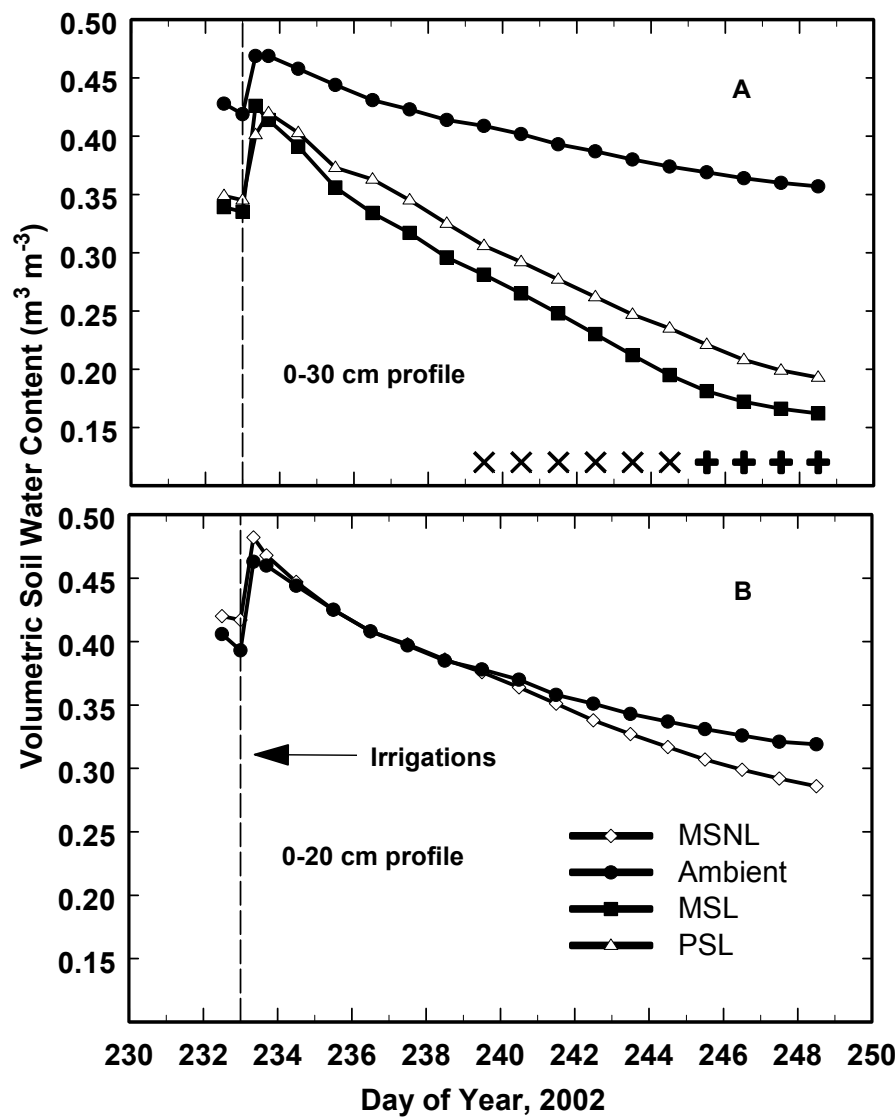 Volumetric Soil Water Content (m³ m⁻³)
0.50
0.45
0.40
0.35
0.30
0.25
0.20
0.15
A
0-30 cm profile
0.50
0.45
0.40
0.35
0.30
0.25
0.20
0.15
B
Irrigations
0-20 cm profile
MSNL
Ambient
MSL
PSL
230 232 234 236 238 240 242 244 246 248 250
Day of Year, 2002